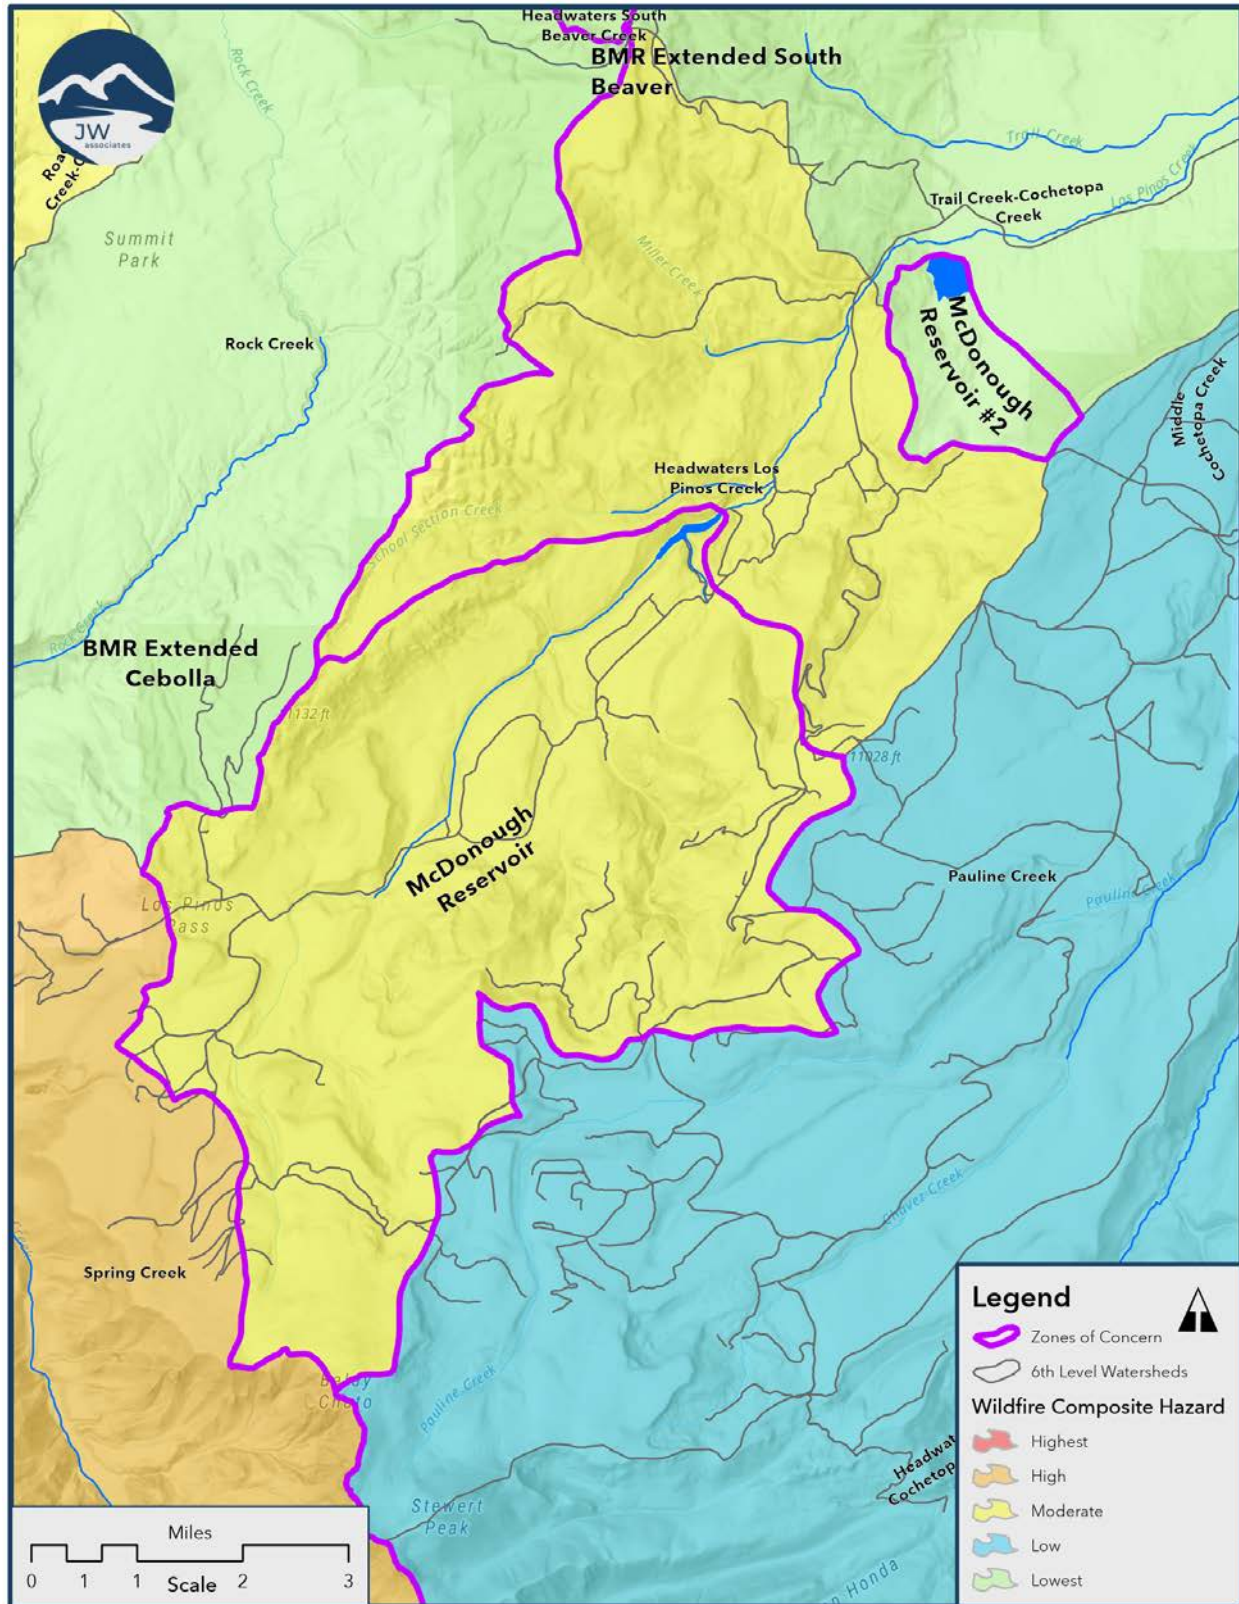 Headwaters South
Beaver Creek
BMR Extended South
Beaver
JW
associates
Rock Creek
Trail Creek
Los Pinos Creek
Trail Creek-Cochetopa
Creek
Summit
Park
Miller Creek
McDonough
Reservoir #2
Rock Creek
Middle
Cochetopa Creek
Headwaters Los
Pinos Creek
School Section Creek
Rock Creek
BMR Extended
Cebolla
11132 ft
11028 ft
McDonough
Reservoir
Pauline Creek
Pauline Creek
Los Pinos
Pass
Chavez Creek
Spring Creek
Baldy
Chato
Pauline Creek
Stewert
Peak
Legend
Zones of Concern
6th Level Watersheds
Wildfire Composite Hazard
Highest
High
Moderate
Low
Lowest
Miles
0 1 1 Scale 2 3